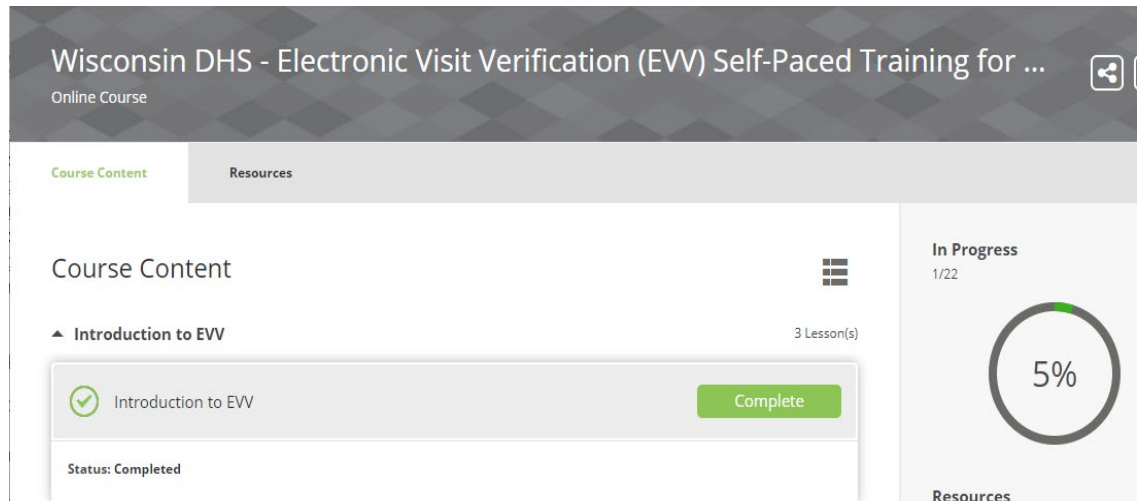 Wisconsin DHS - Electronic Visit Verification (EVV) Self-Paced Training for ...
Online Course
Course Content
Resources
Course Content
Introduction to EVV
3 Lesson(s)
Introduction to EVV
Complete
Status: Completed
In Progress
1/22
5%
Resources